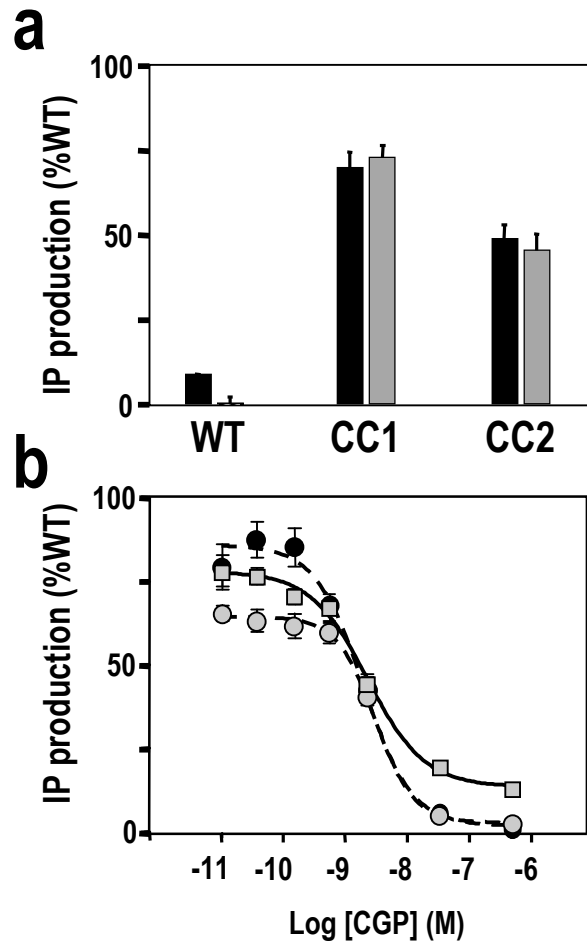 a
IP production (%WT)
100
50
0
WT CC1 CC2
b
IP production (%WT)
100
50
0
-11 -10 -9 -8 -7 -6
Log [CGP] (M)